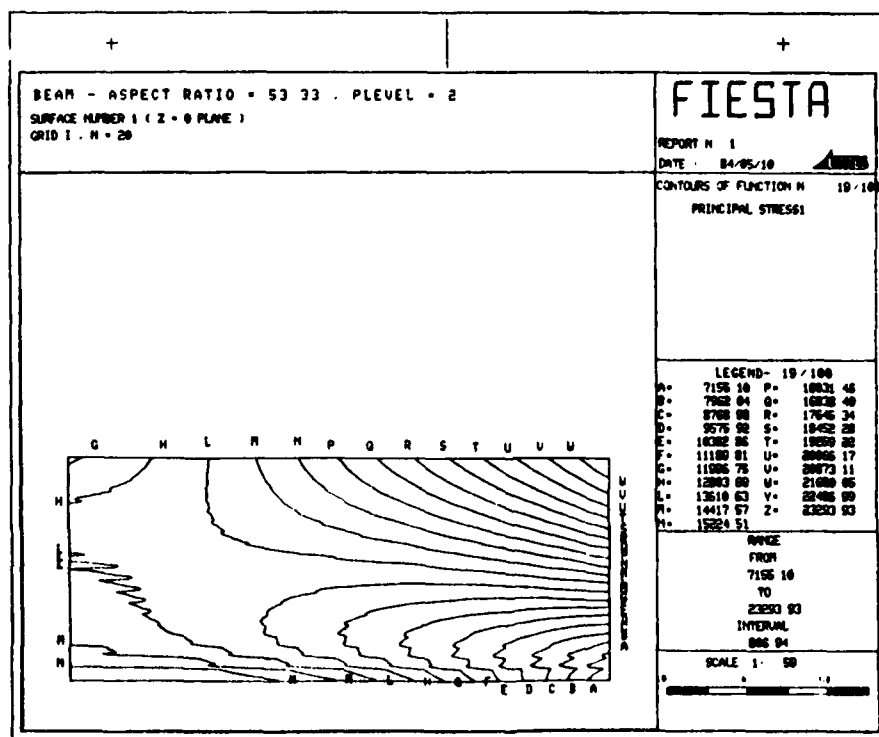 BEAM - ASPECT RATIO = 53 33 . PLEVEL = 2
SURFACE NUMBER 1 ( Z = 0 PLANE )
GRID I . M = 20
FIESTA
REPORT N 1
DATE · 84/05/10
CONTOURS OF FUNCTION N 19/100
PRINCIPAL STRESS1
LEGEND- 19/100
A= 7155 10 P= 16031 46
B= 7962 04 Q= 16838 40
C= 8768 98 R= 17645 34
D= 9575 92 S= 18452 28
E= 10382 86 T= 19259 22
F= 11189 81 U= 20066 17
G= 11996 75 V= 20873 11
H= 12803 69 W= 21680 05
L= 13610 63 Y= 22486 99
M= 14417 57 Z= 23293 93
N= 15224 51
RANGE
FROM
7155 10
TO
23293 93
INTERVAL
806 94
SCALE 1· 50
G H L M N P Q R S T U V W
H
M
N M L H G F E D C B A